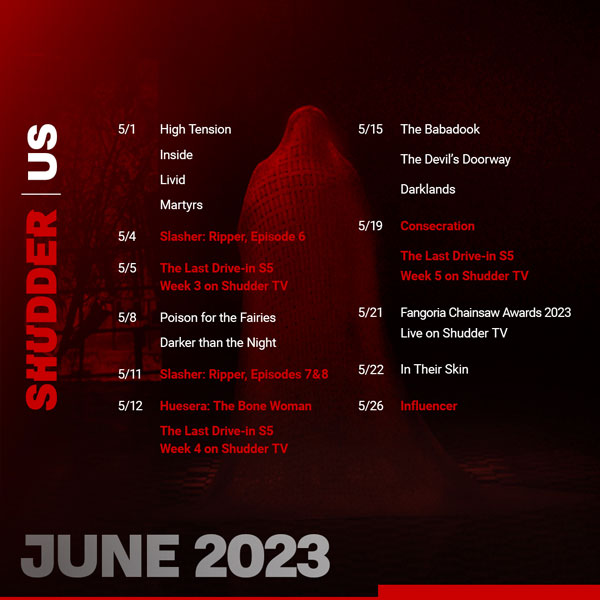 SHUDDER | US
5/1 High Tension
Inside
Livid
Martyrs
5/4 Slasher: Ripper, Episode 6
5/5 The Last Drive-in S5
Week 3 on Shudder TV
5/8 Poison for the Fairies
Darker than the Night
5/11 Slasher: Ripper, Episodes 7&8
5/12 Huesera: The Bone Woman
The Last Drive-in S5
Week 4 on Shudder TV
5/15 The Babadook
The Devil's Doorway
Darklands
5/19 Consecration
The Last Drive-in S5
Week 5 on Shudder TV
5/21 Fangoria Chainsaw Awards 2023
Live on Shudder TV
5/22 In Their Skin
5/26 Influencer
JUNE 2023